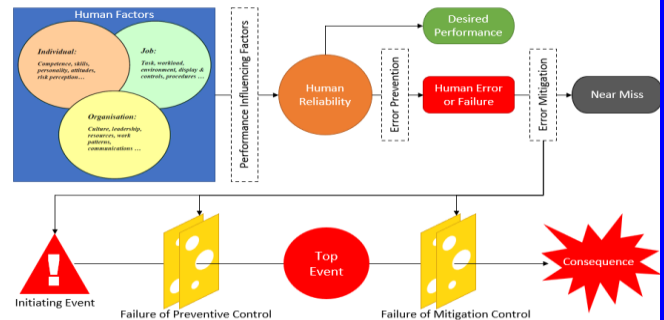 Human Factors
Individual:
Competence, skills,
personality, attitudes,
risk perception...
Job:
Task, workload,
environment, display &
controls, procedures ...
Organisation:
Culture, leadership,
resources, work
patterns,
communications ...
Performance Influencing Factors
Human
Reliability
Desired
Performance
Error Prevention
Human Error
or Failure
Error Mitigation
Near Miss
!
Initiating Event
Failure of Preventive Control
Top
Event
Failure of Mitigation Control
Consequence